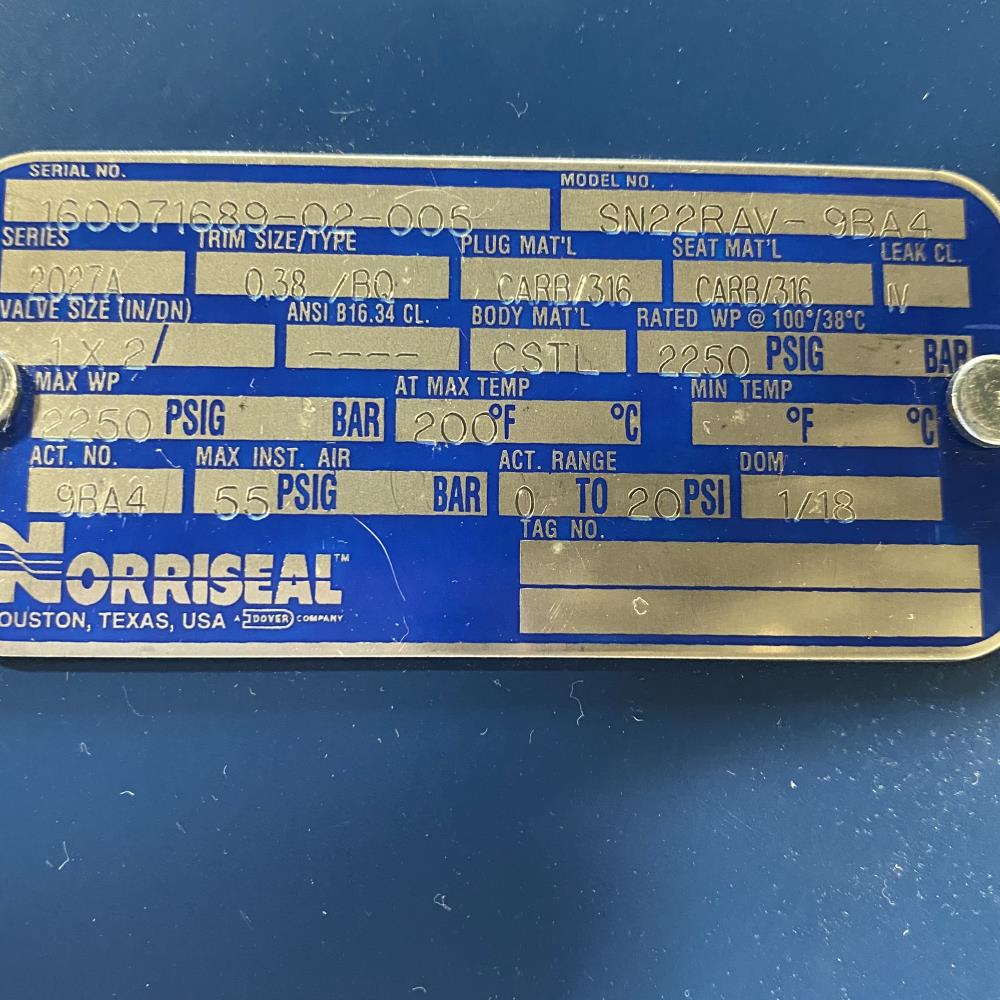 SERIAL NO. MODEL NO.
160071689-02-005 SN22RAV-9BA4
SERIES TRIM SIZE/TYPE PLUG MAT'L SEAT MAT'L LEAK CL.
2027A 0.38 /BQ CARB/316 CARB/316 IV
VALVE SIZE (IN/DN) ANSI B16.34 CL. BODY MAT'L RATED WP @ 100°/38°C
1 X 2/ ---- CSTL 2250 PSIG BAR
MAX WP AT MAX TEMP MIN TEMP
2250 PSIG BAR 200°F °C °F °C
ACT. NO. MAX INST. AIR ACT. RANGE DOM
9BA4 55 PSIG BAR 0 TO 20 PSI 1/18
TAG NO.
NORRISEAL™
OUSTON, TEXAS, USA A DOVER COMPANY